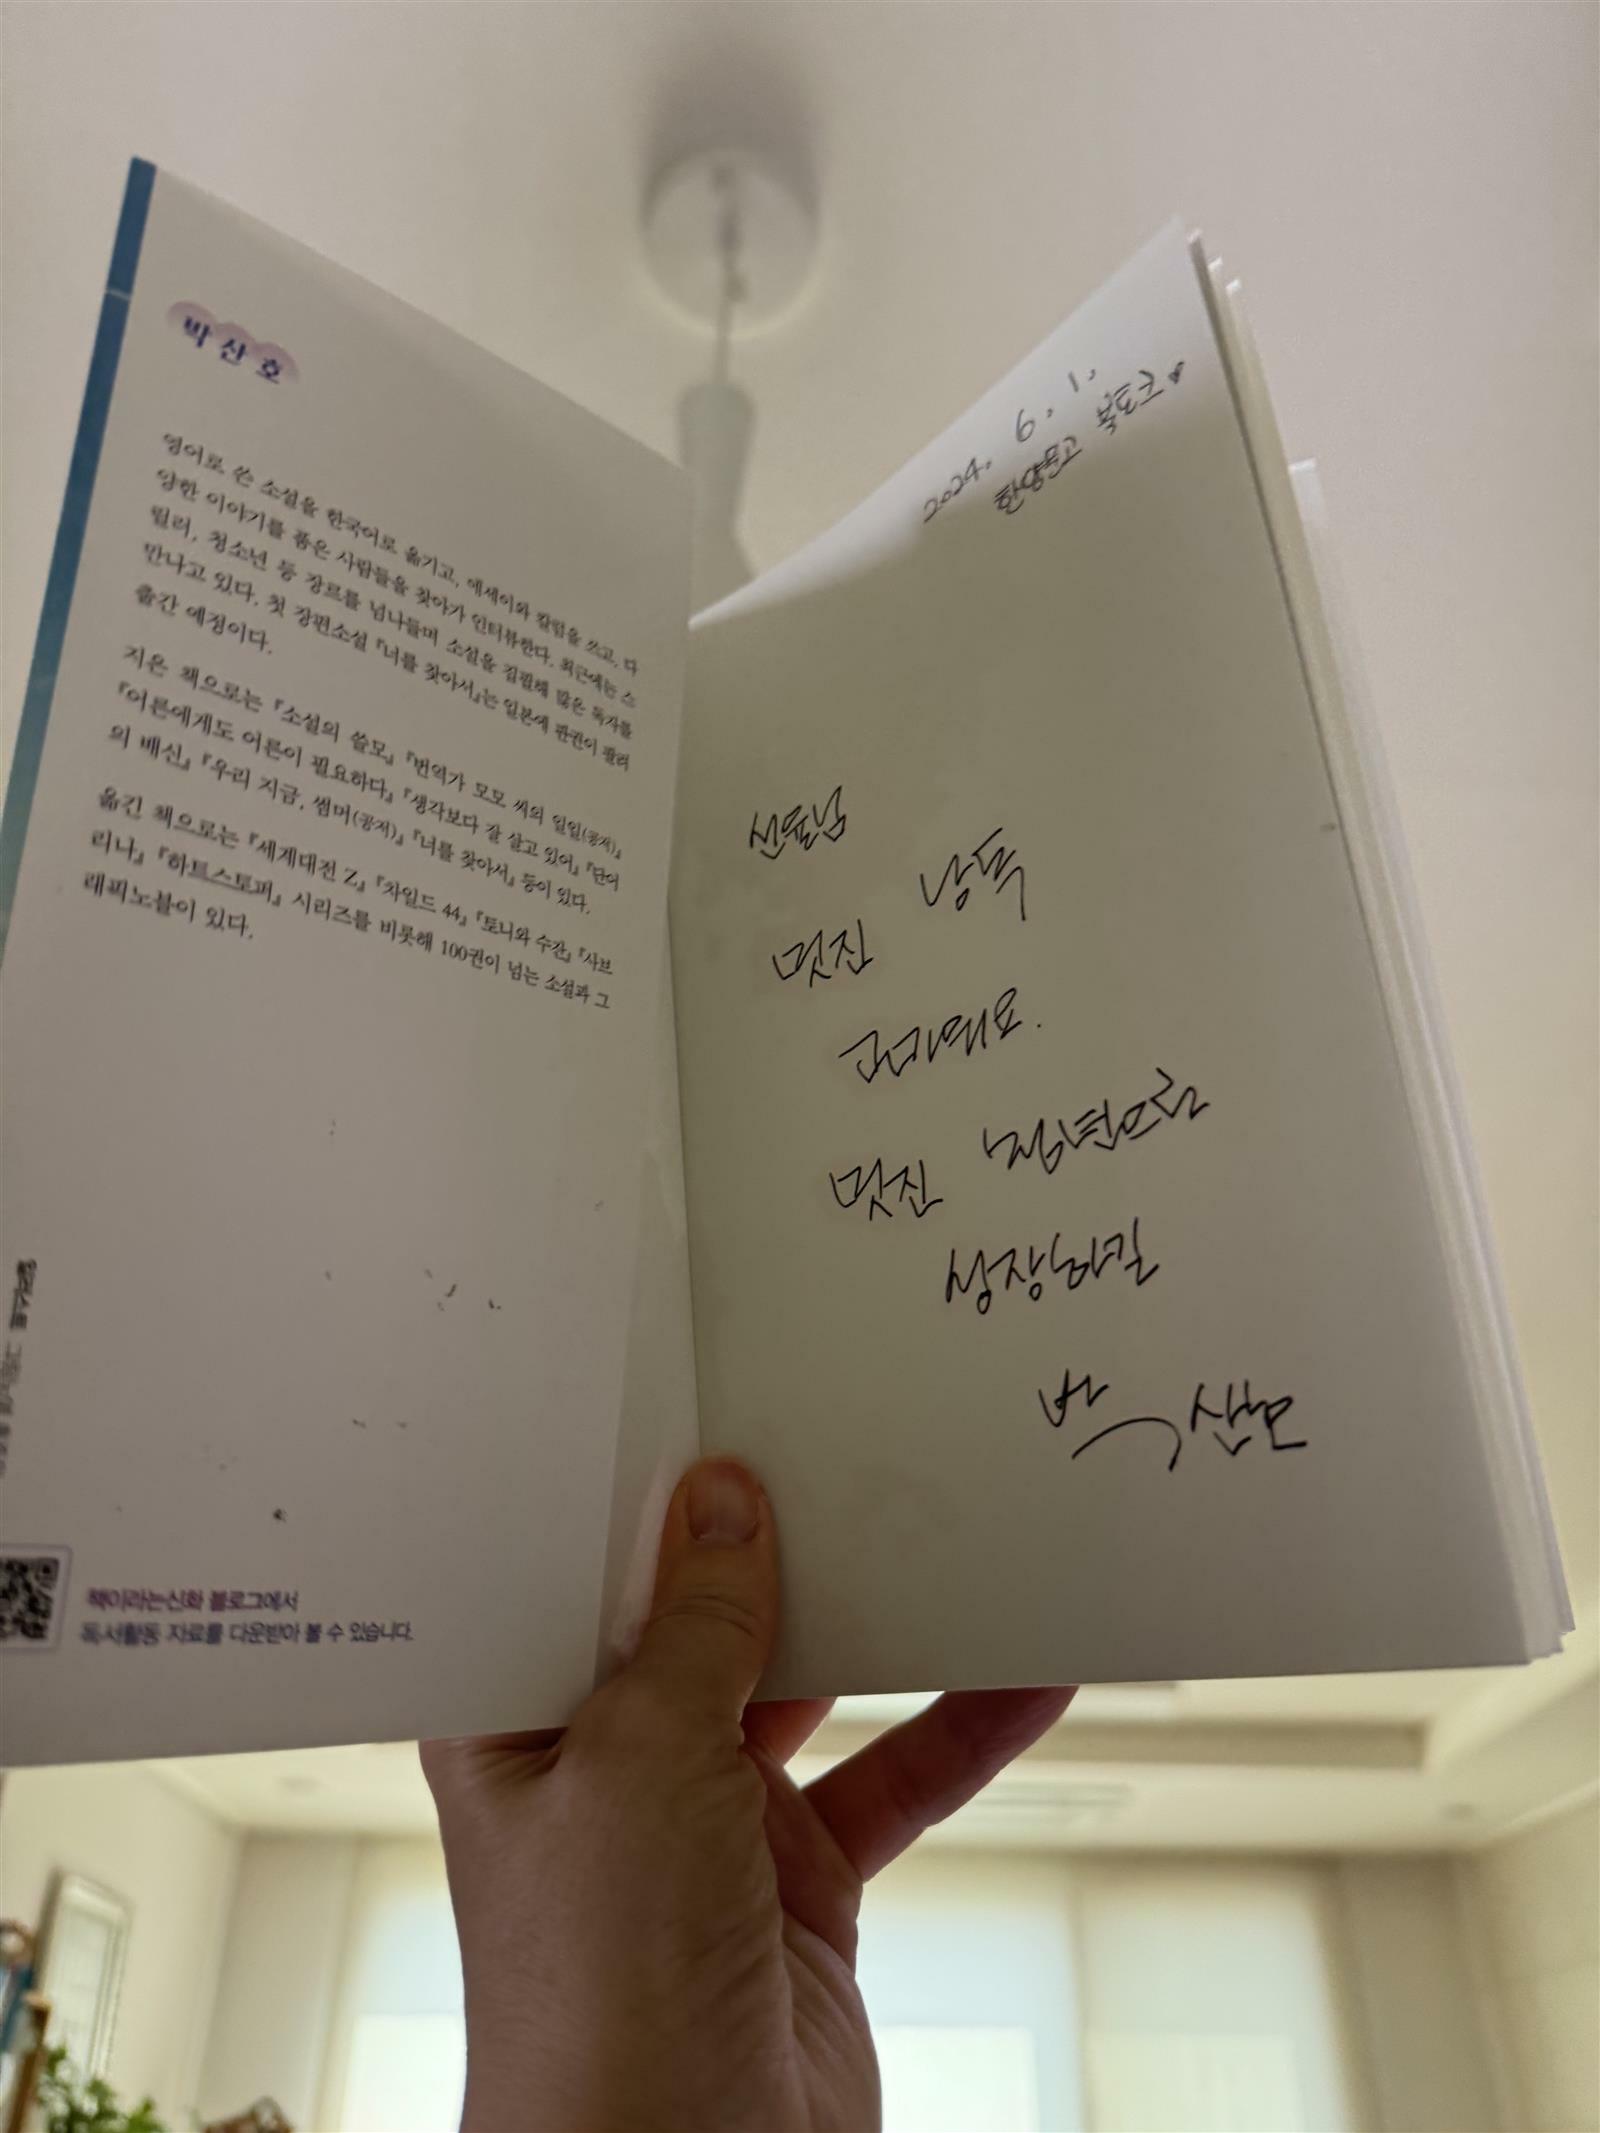 박산호
영어로 쓴 소설을 한국어로 옮기고, 에세이와 칼럼을 쓰고, 다
양한 이야기를 품은 사람들을 찾아가 인터뷰한다. 최근에는 스
릴러, 청소년 등 장르를 넘나들며 소설을 집필해 많은 독자를
만나고 있다. 첫 장편소설 『너를 찾아서』는 일본에 판권이 팔려
출간 예정이다.
지은 책으로는 『소설의 쓸모』 『번역가 모모 씨의 일일(공저)』
『어른에게도 어른이 필요하다』 『생각보다 잘 살고 있어』 『단어
의 배신』 『우리 지금, 썸머(공저)』 『너를 찾아서』 등이 있다.
옮긴 책으로는 『세계대전 Z』 『차일드 44』 『토니와 수잔』 『사브
리나』 『하트스토퍼』 시리즈를 비롯해 100권이 넘는 소설과 그
래픽노블이 있다.
책이라는신화 블로그에서
독서활동 자료를 다운받아 볼 수 있습니다.
2024. 6. 1.
한양문고 북토크
멋진 낭독
고마워요.
멋진 청년으로
성장하길
박산호